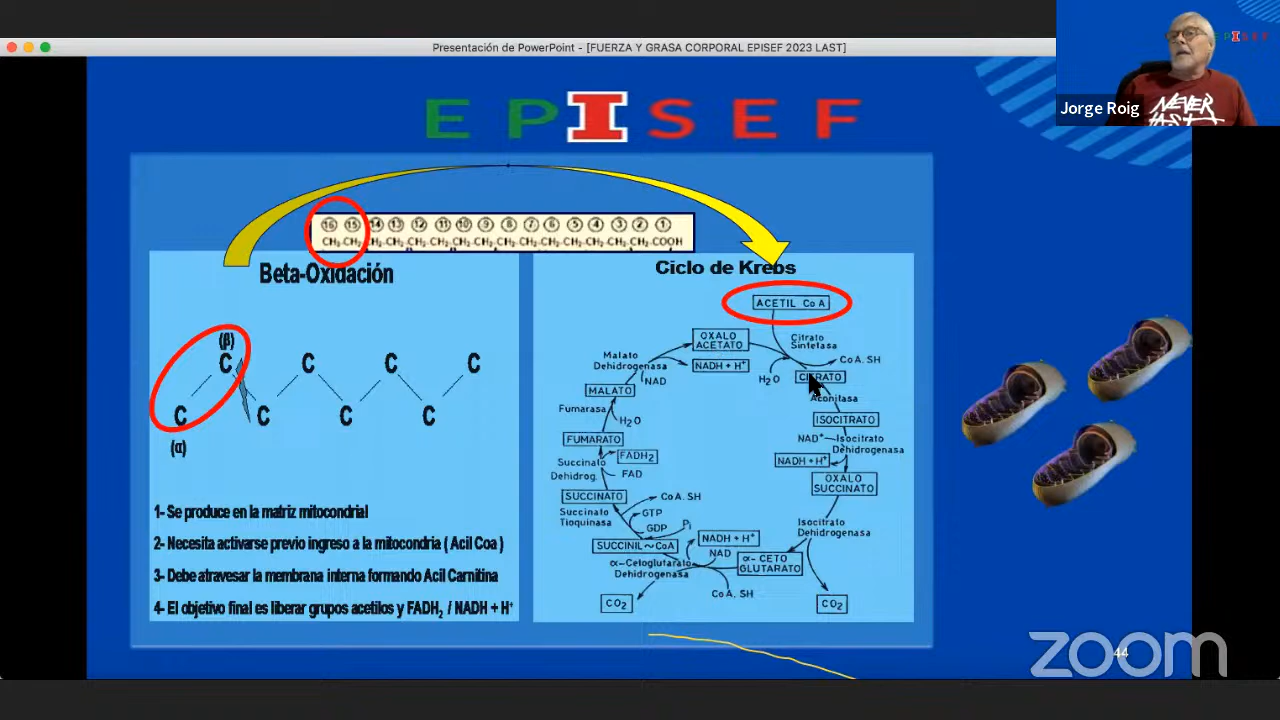 Presentación de PowerPoint - [FUERZA Y GRASA CORPORAL EPISEF 2023 LAST]
Jorge Roig
NEVER
EPISEF
EPISEF
16 15 14 13 12 11 10 9 8 7 6 5 4 3 2 1
CH3-CH2-CH2-CH2-CH2-CH2-CH2-CH2-CH2-CH2-CH2-CH2-CH2-CH2-CH2-COOH
Beta-Oxidación
(β)
C C C C
C C C C
(α)
1- Se produce en la matriz mitocondrial
2- Necesita activarse previo ingreso a la mitocondria ( Acil Coa )
3- Debe atravesar la membrana interna formando Acil Carnitina
4- El objetivo final es liberar grupos acetilos y FADH2 / NADH + H+
Ciclo de Krebs
ACETIL CoA
OXALO
ACETATO
Citrato
Sintetasa
CoA. SH
H2O
CITRATO
Aconitasa
ISOCITRATO
NAD+
Isocitrato
Dehidrogenasa
NADH + H+
OXALO
SUCCINATO
Isocitrato
Dehidrogenasa
CO2
α-CETO
GLUTARATO
CoA. SH
NAD
NADH + H+
α-Cetoglutarato
Dehidrogenasa
CO2
SUCCINIL~CoA
Pi
GDP
GTP
CoA. SH
Succinato
Tioquinasa
SUCCINATO
FAD
Succinato
Dehidrog.
FADH2
FUMARATO
H2O
Fumarasa
MALATO
NAD
Malato
Dehidrogenasa
NADH + H+
44
zoom